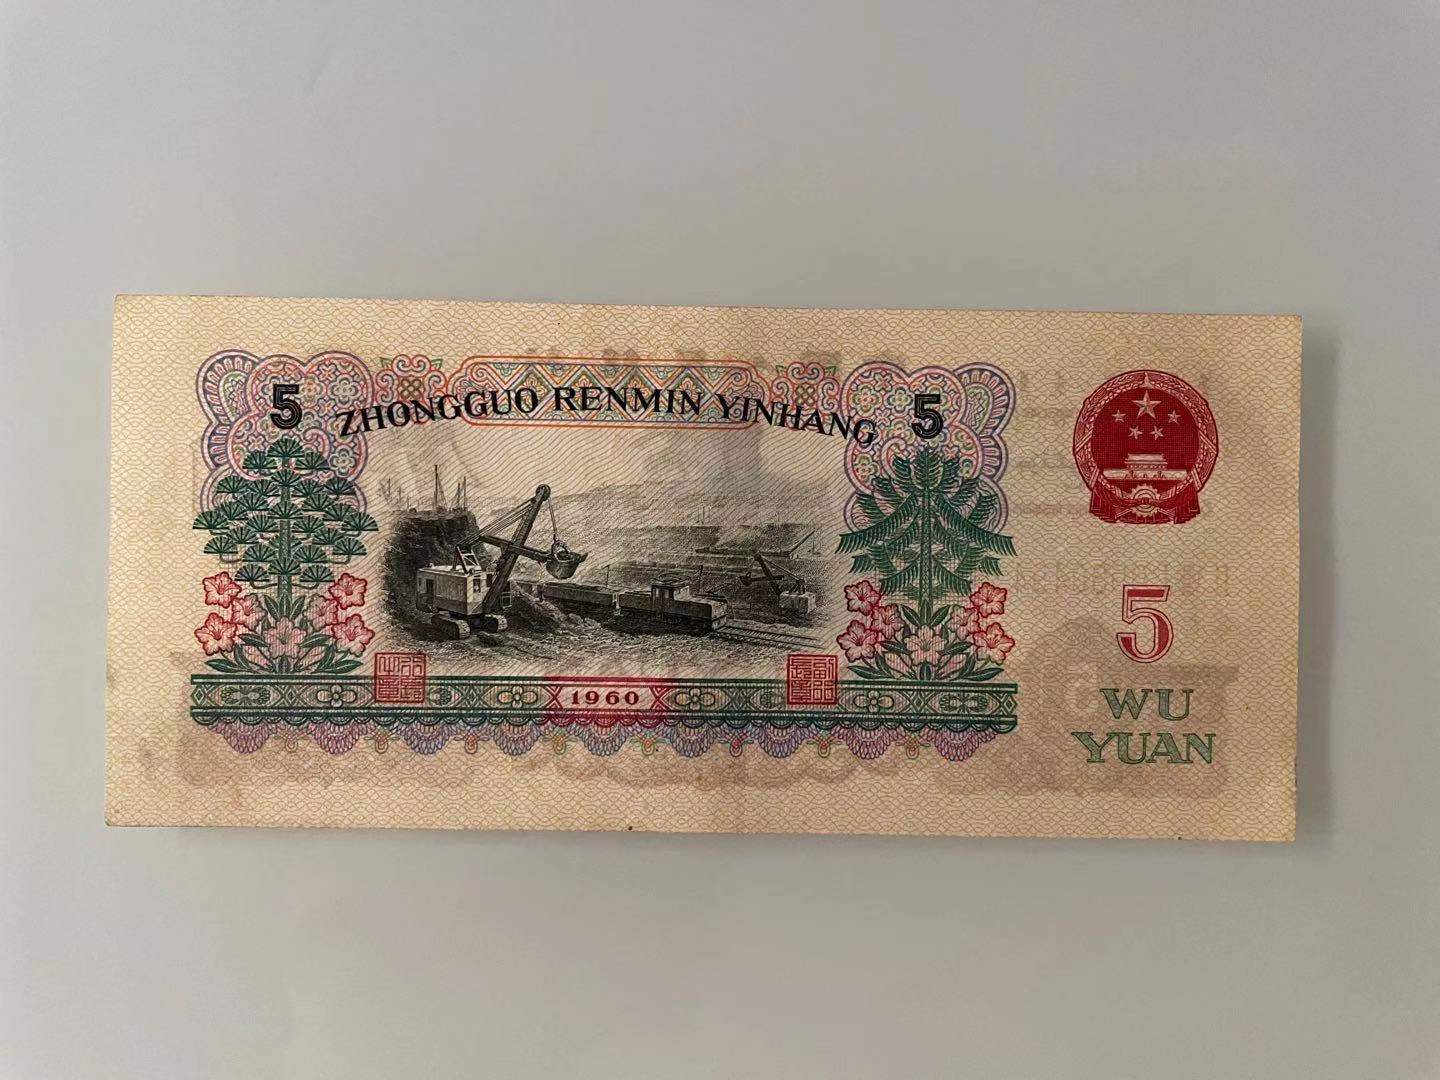 5 ZHONGGUO RENMIN YINHANG 5
1960
5
WU
YUAN